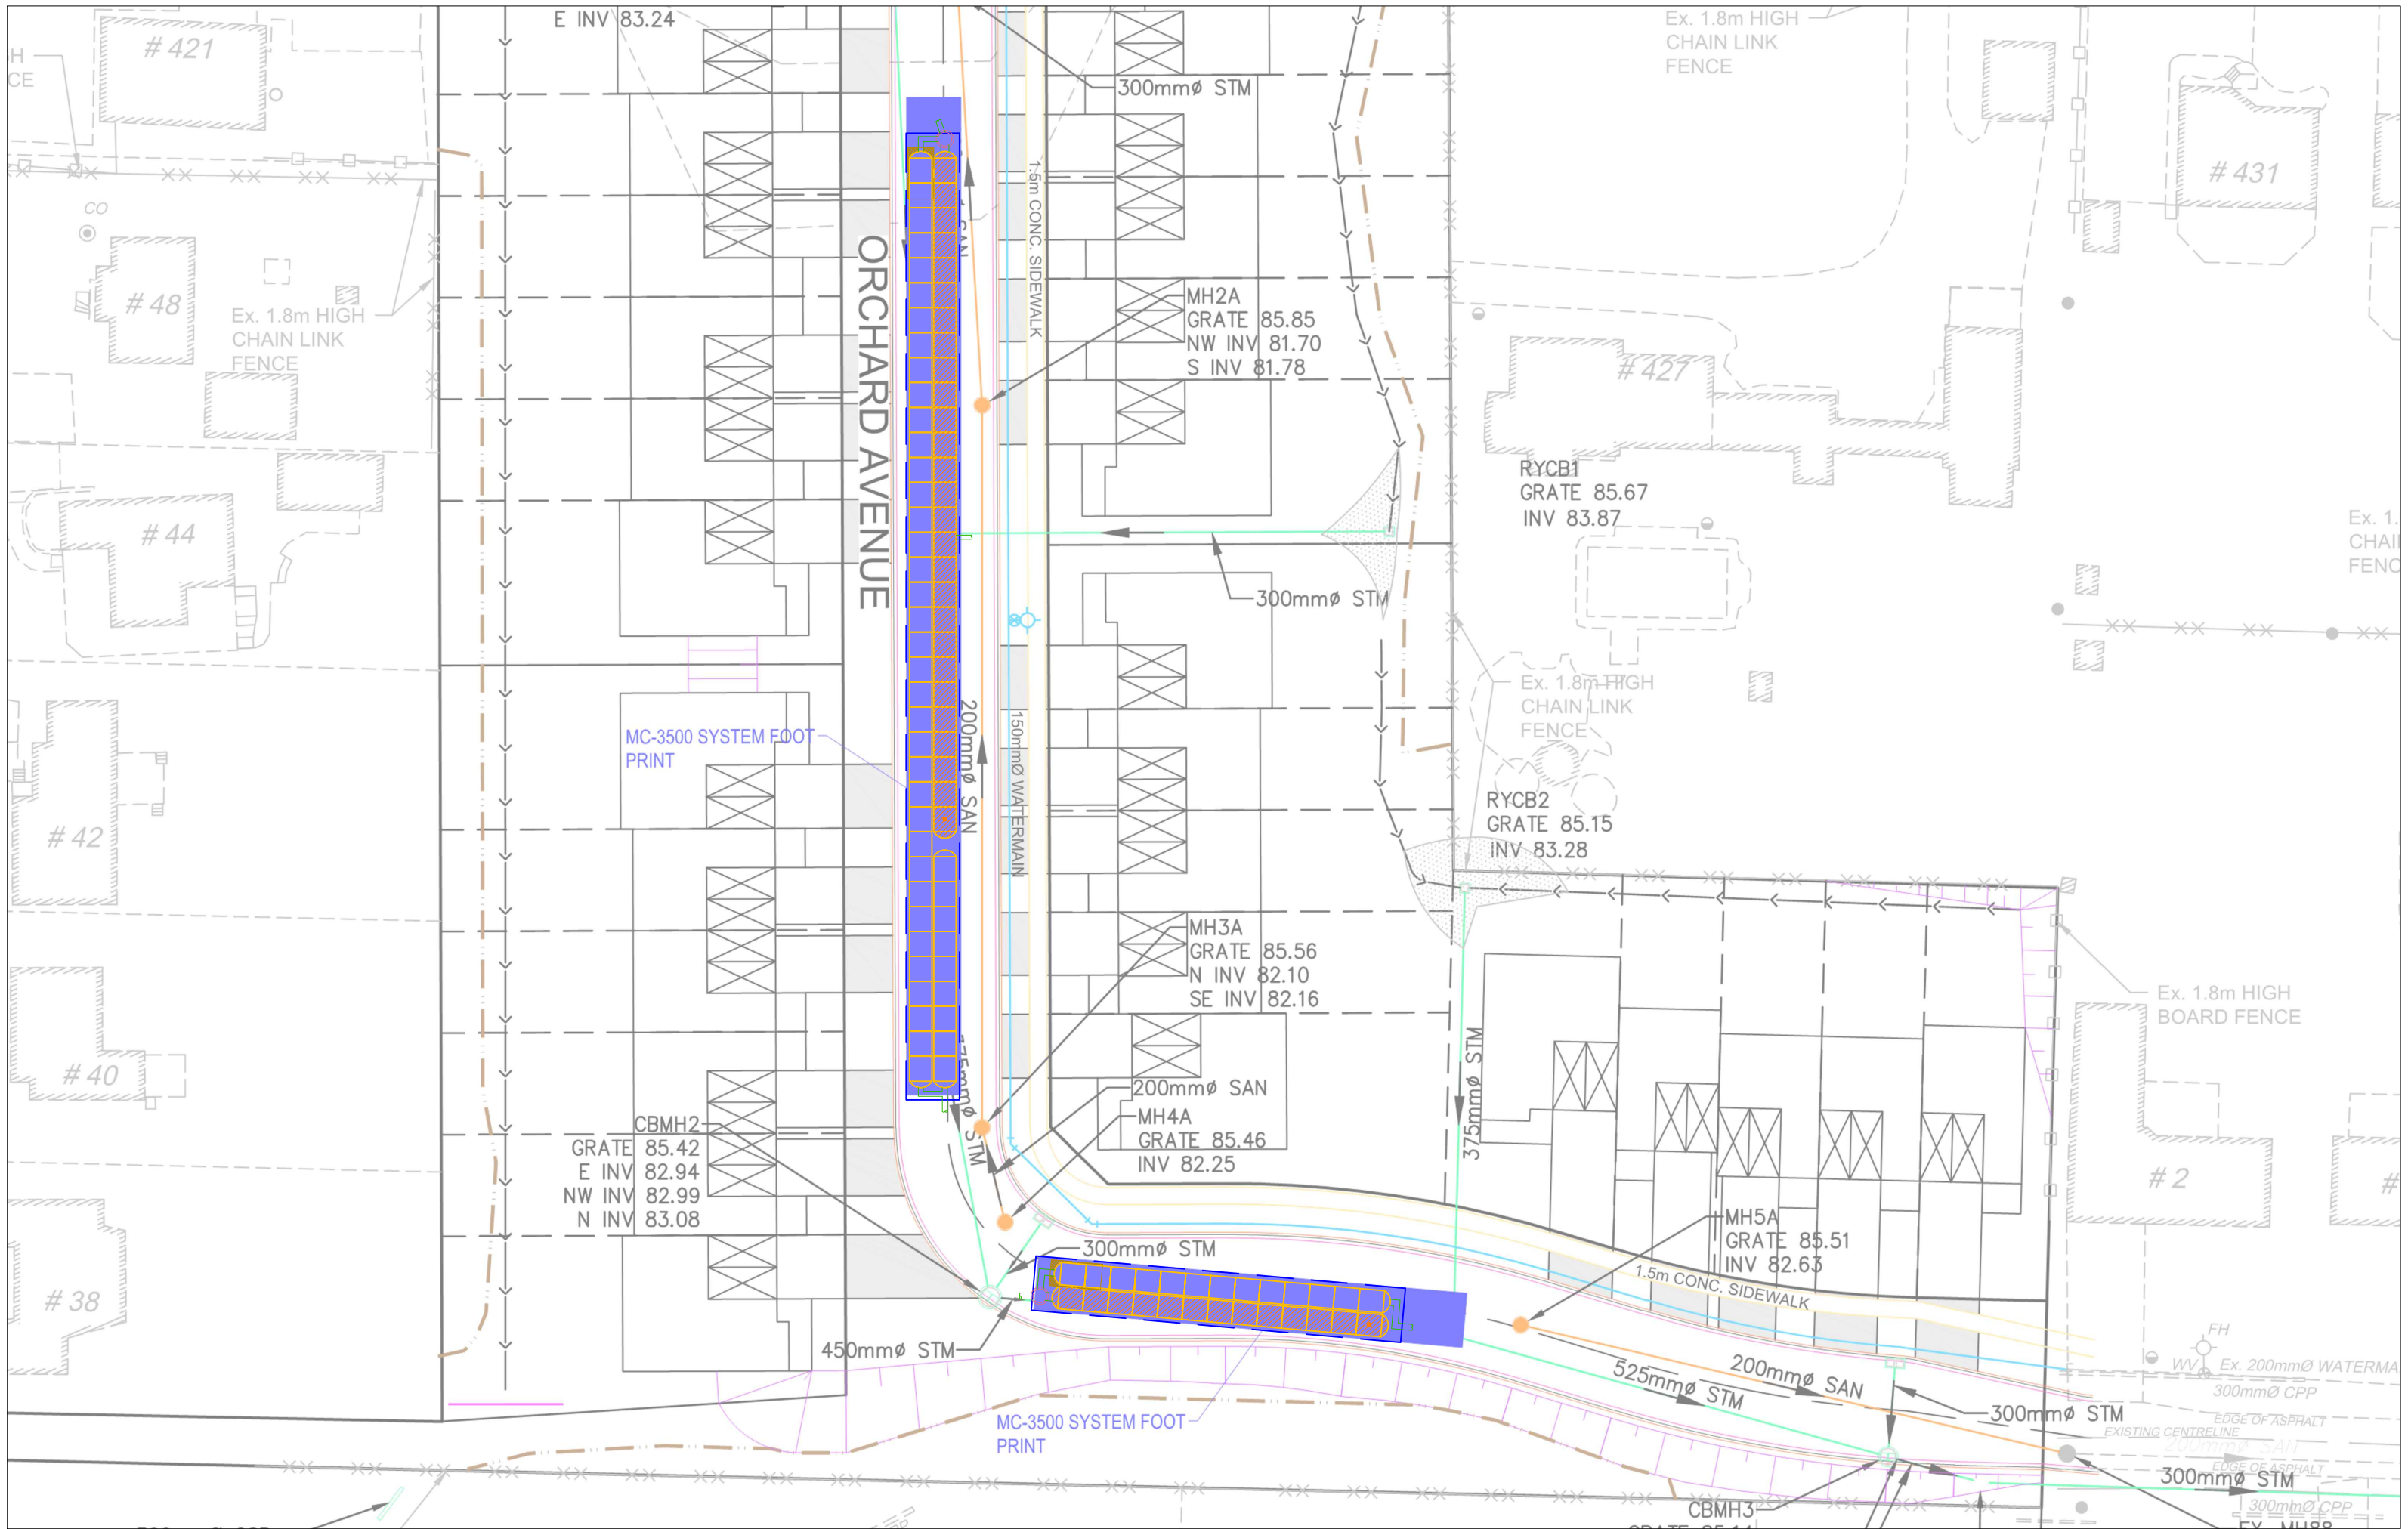 E INV 83.24
# 421
Ex. 1.8m HIGH
CHAIN LINK
FENCE
300mmø STM
# 431
1.5m CONC. SIDEWALK
CO
# 48
Ex. 1.8m HIGH
CHAIN LINK
FENCE
ORCHARD AVENUE
MH2A
GRATE 85.85
NW INV 81.70
S INV 81.78
# 427
RYCB1
GRATE 85.67
INV 83.87
# 44
300mmø STM
Ex. 1.8m HIGH
CHAIN LINK
FENCE
MC-3500 SYSTEM FOOT
PRINT
200mmø SAN
150mmØ WATERMAIN
# 42
RYCB2
GRATE 85.15
INV 83.28
MH3A
GRATE 85.56
N INV 82.10
SE INV 82.16
Ex. 1.8m HIGH
BOARD FENCE
# 40
375mmø STM
200mmø SAN
MH4A
GRATE 85.46
INV 82.25
CBMH2
GRATE 85.42
E INV 82.94
NW INV 82.99
N INV 83.08
# 2
MH5A
GRATE 85.51
INV 82.63
300mmø STM
1.5m CONC. SIDEWALK
# 38
450mmø STM
FH
WV
Ex. 200mmØ WATERMA
300mmØ CPP
525mmø STM
200mmø SAN
300mmø STM
MC-3500 SYSTEM FOOT
PRINT
EDGE OF ASPHALT
EXISTING CENTRELINE
200mmø SAN
EDGE OF ASPHALT
300mmø STM
300mmØ CPP
CBMH3